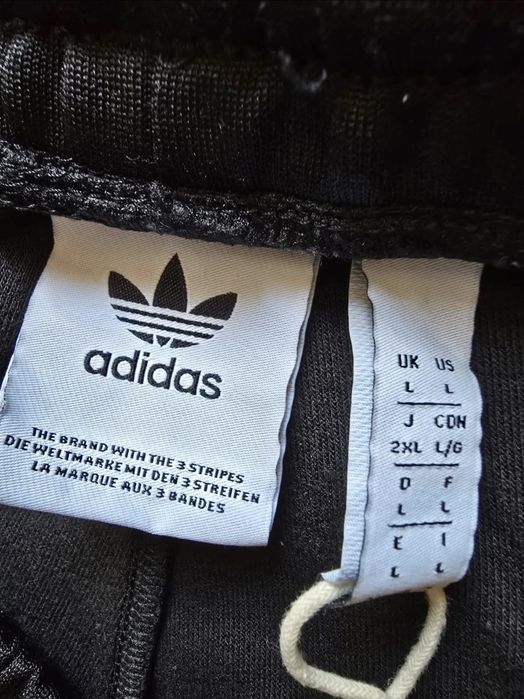 adidas
THE BRAND WITH THE 3 STRIPES
DIE WELTMARKE MIT DEN 3 STREIFEN
LA MARQUE AUX 3 BANDES
UK US
L L
J CDN
2XL L/G
D F
L L
E I
L L